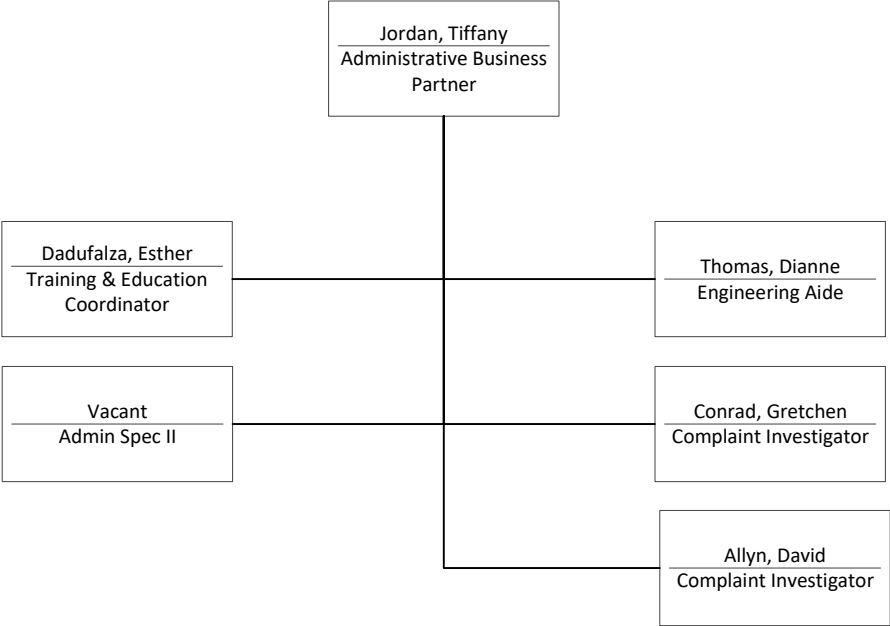 Jordan, Tiffany
Administrative Business
Partner
Dadufalza, Esther
Training & Education
Coordinator
Thomas, Dianne
Engineering Aide
Vacant
Admin Spec II
Conrad, Gretchen
Complaint Investigator
Allyn, David
Complaint Investigator